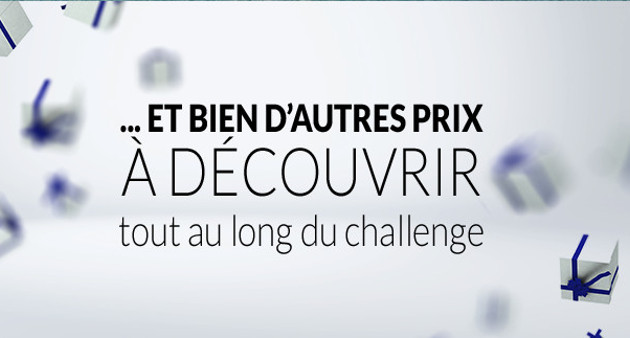 ... ET BIEN D’AUTRES PRIX
À DÉCOUVRIR
tout au long du challenge